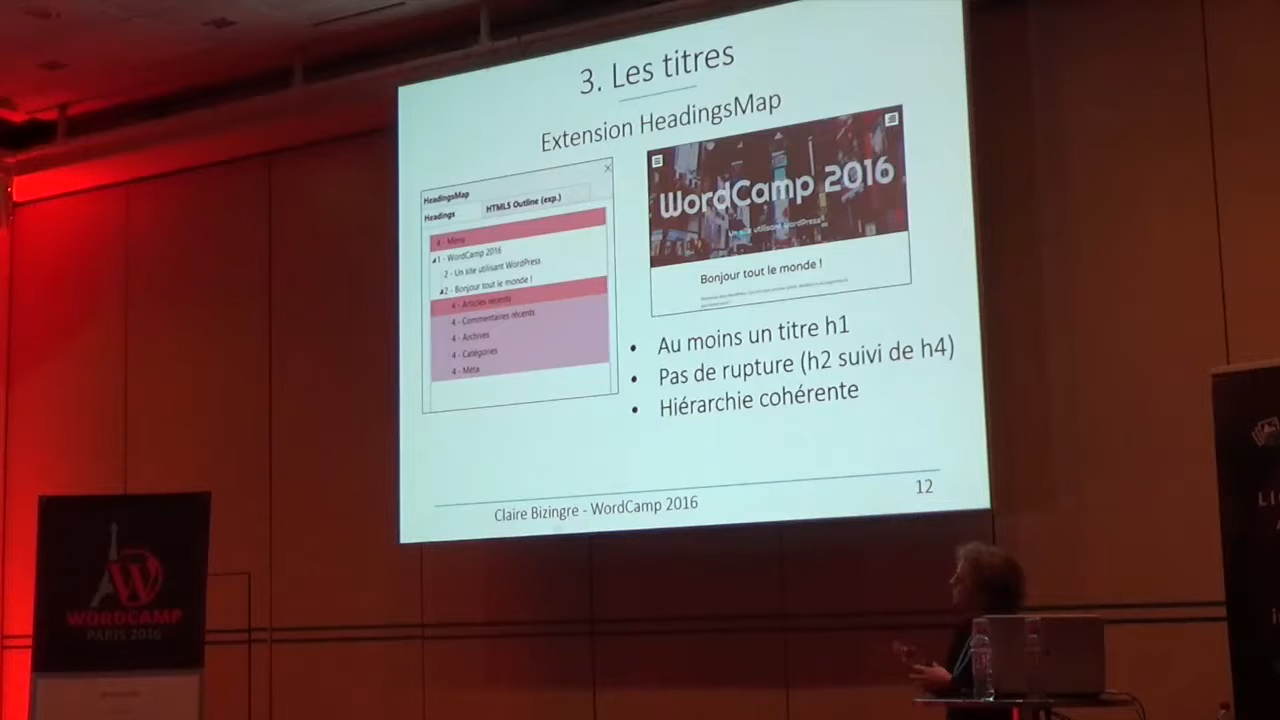 3. Les titres
Extension HeadingsMap
HeadingsMap
Headings
HTML5 Outline (exp.)
4 - Menu
1 - WordCamp 2016
2 - Un site utilisant WordPress
2 - Bonjour tout le monde !
4 - Articles récents
4 - Commentaires récents
4 - Archives
4 - Catégories
4 - Méta
WordCamp 2016
Un site utilisant WordPress
Bonjour tout le monde !
• Au moins un titre h1
• Pas de rupture (h2 suivi de h4)
• Hiérarchie cohérente
Claire Bizingre - WordCamp 2016
12
WORDCAMP
PARIS 2016